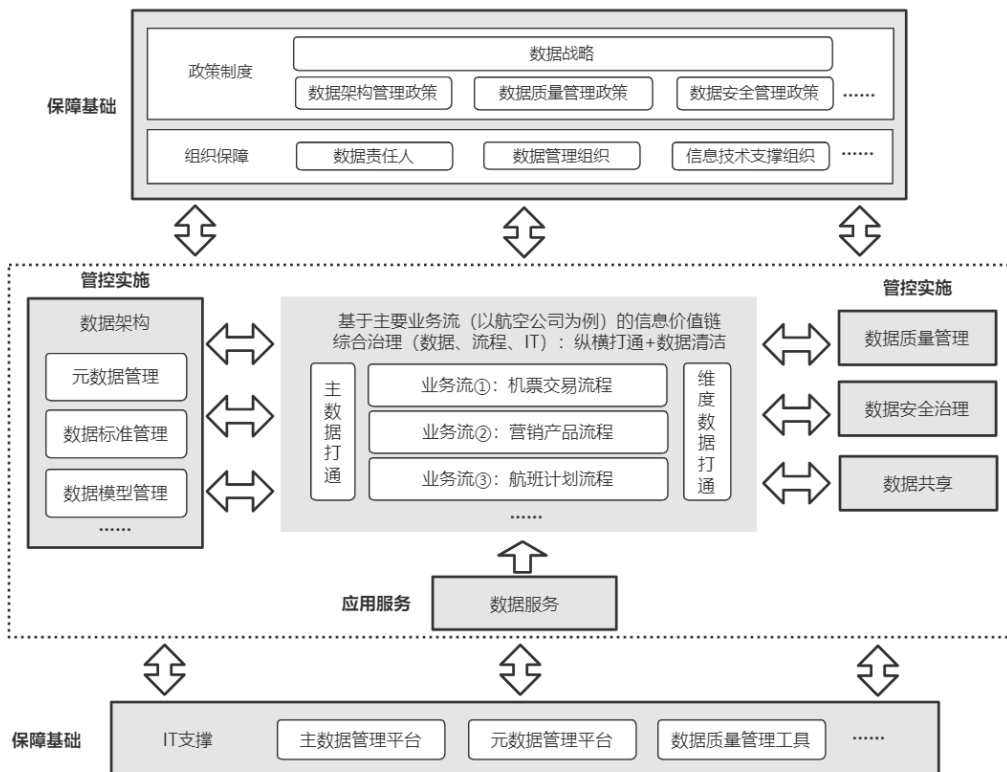 保障基础
政策制度
数据战略
数据架构管理政策
数据质量管理政策
数据安全管理政策
······
组织保障
数据责任人
数据管理组织
信息技术支撑组织
······
管控实施
数据架构
元数据管理
数据标准管理
数据模型管理
······
基于主要业务流（以航空公司为例）的信息价值链
综合治理（数据、流程、IT）：纵横打通+数据清洁
主数据打通
业务流①：机票交易流程
业务流②：营销产品流程
业务流③：航班计划流程
······
维度数据打通
管控实施
数据质量管理
数据安全治理
数据共享
应用服务
数据服务
保障基础
IT支撑
主数据管理平台
元数据管理平台
数据质量管理工具
······